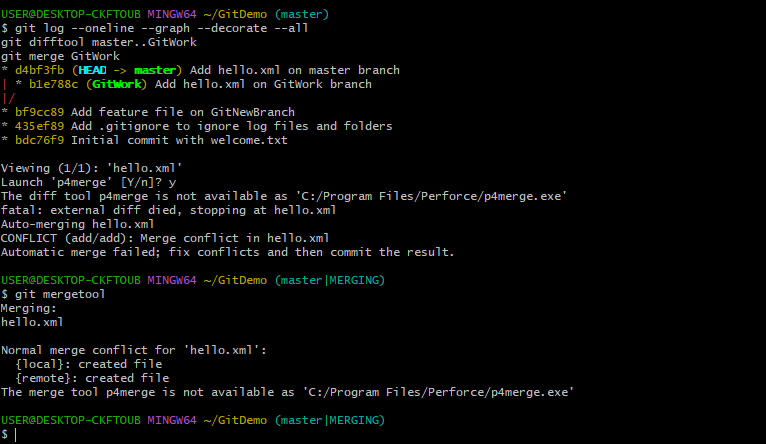 USER@DESKTOP-CKFTOUB MINGW64 ~/GitDemo (master)
$ git log --oneline --graph --decorate --all
git difftool master..GitWork
git merge GitWork
* d4bf3fb (HEAD -> master) Add hello.xml on master branch
| * b1e788c (GitWork) Add hello.xml on GitWork branch
|/
* bf9cc89 Add feature file on GitNewBranch
* 435ef89 Add .gitignore to ignore log files and folders
* bdc76f9 Initial commit with welcome.txt
Viewing (1/1): 'hello.xml'
Launch 'p4merge' [Y/n]? y
The diff tool p4merge is not available as 'C:/Program Files/Perforce/p4merge.exe'
fatal: external diff died, stopping at hello.xml
Auto-merging hello.xml
CONFLICT (add/add): Merge conflict in hello.xml
Automatic merge failed; fix conflicts and then commit the result.
USER@DESKTOP-CKFTOUB MINGW64 ~/GitDemo (master|MERGING)
$ git mergetool
Merging:
hello.xml
Normal merge conflict for 'hello.xml':
  {local}: created file
  {remote}: created file
The merge tool p4merge is not available as 'C:/Program Files/Perforce/p4merge.exe'
USER@DESKTOP-CKFTOUB MINGW64 ~/GitDemo (master|MERGING)
$